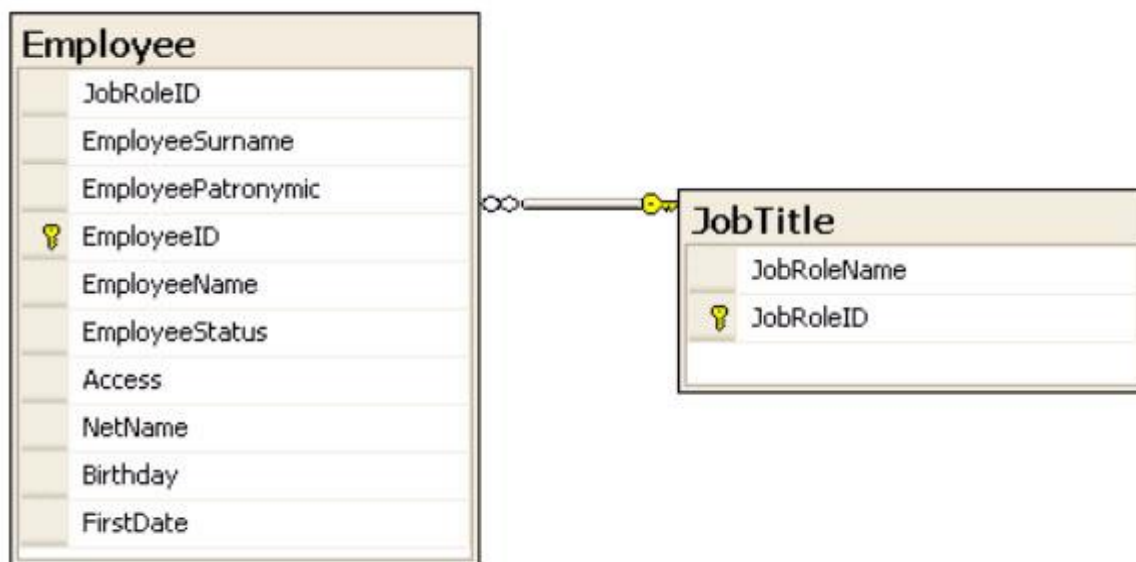 Employee
JobRoleID
EmployeeSurname
EmployeePatronymic
EmployeeID
EmployeeName
EmployeeStatus
Access
NetName
Birthday
FirstDate
JobTitle
JobRoleName
JobRoleID